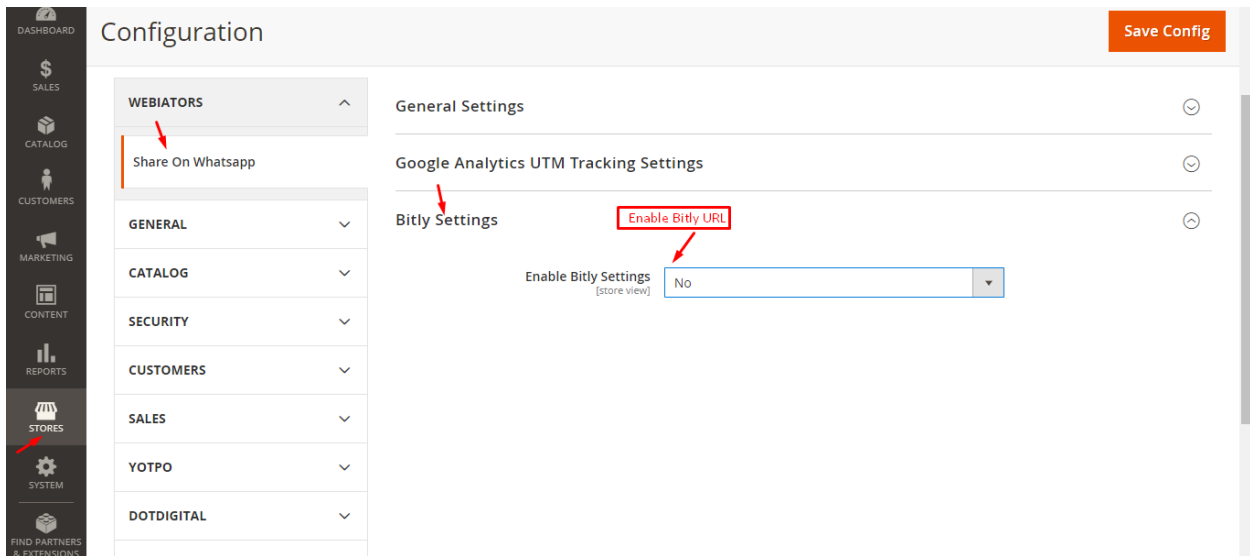 DASHBOARD
SALES
CATALOG
CUSTOMERS
MARKETING
CONTENT
REPORTS
STORES
SYSTEM
FIND PARTNERS
& EXTENSIONS
Configuration
Save Config
WEBIATORS
Share On Whatsapp
GENERAL
CATALOG
SECURITY
CUSTOMERS
SALES
YOTPO
DOTDIGITAL
General Settings
Google Analytics UTM Tracking Settings
Bitly Settings
Enable Bitly URL
Enable Bitly Settings
[store view]
No